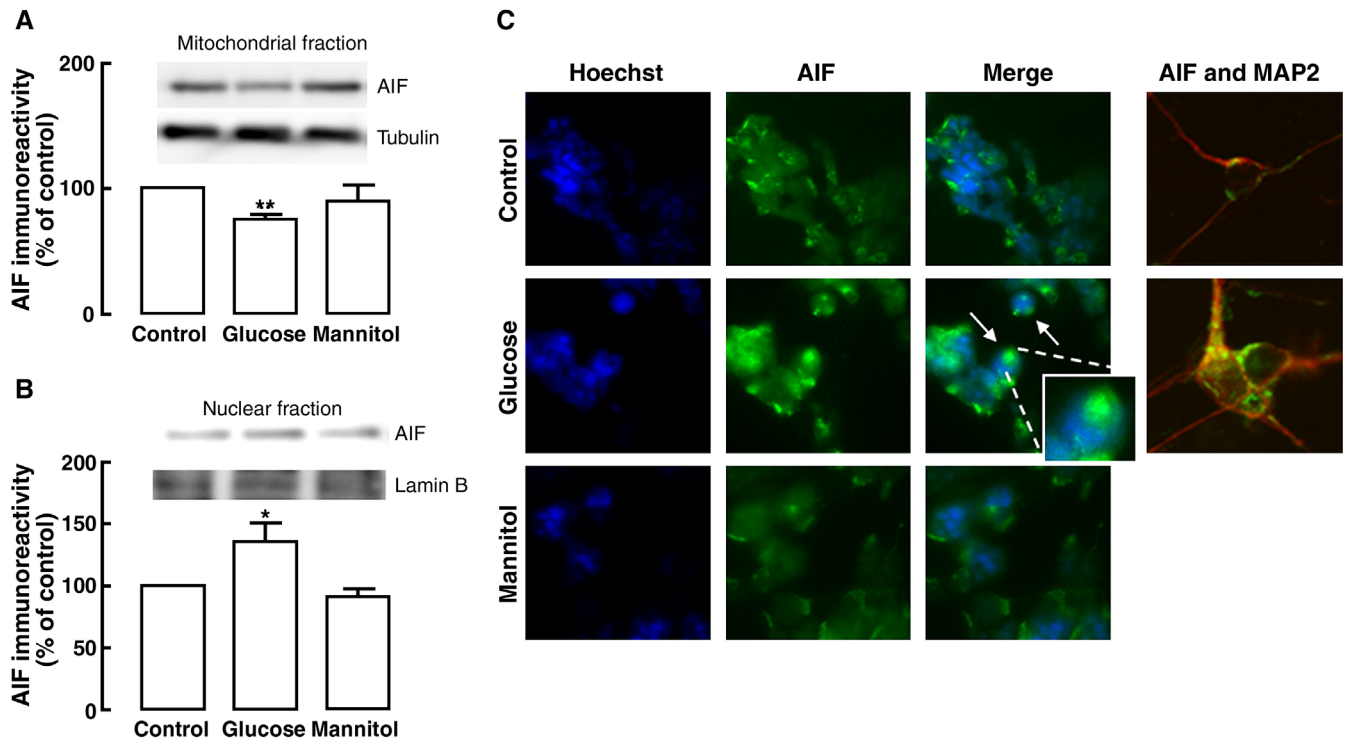 A
Mitochondrial fraction
AIF
Tubulin
AIF immunoreactivity
(% of control)
200
100
0
**
Control Glucose Mannitol
B
Nuclear fraction
AIF
Lamin B
AIF immunoreactivity
(% of control)
200
150
100
50
0
*
Control Glucose Mannitol
C
Hoechst AIF Merge AIF and MAP2
Control
Glucose
Mannitol